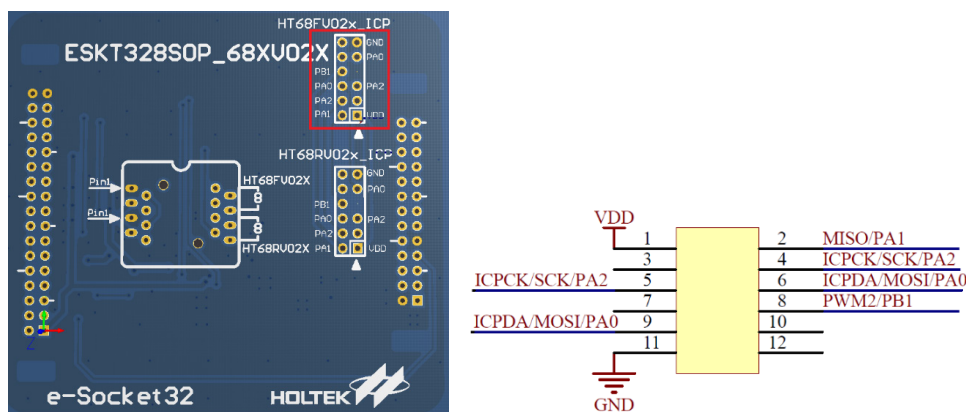 HT68FV02x_ICP
ESKT328SOP_68XV02X
GND
PA0
PB1
PA0 PA2
PA2
PA1 VDD
HT68RV02x_ICP
GND
PA0
PB1
PA0 PA2
PA2
PA1 VDD
Pin1
HT68FV02X
8
Pin1
8
HT68RV02X
Z
e-Socket32
HOLTEK
VDD
1 2 MISO/PA1
3 4 ICPCK/SCK/PA2
ICPCK/SCK/PA2 5 6 ICPDA/MOSI/PA0
7 8 PWM2/PB1
ICPDA/MOSI/PA0 9 10
11 12
GND